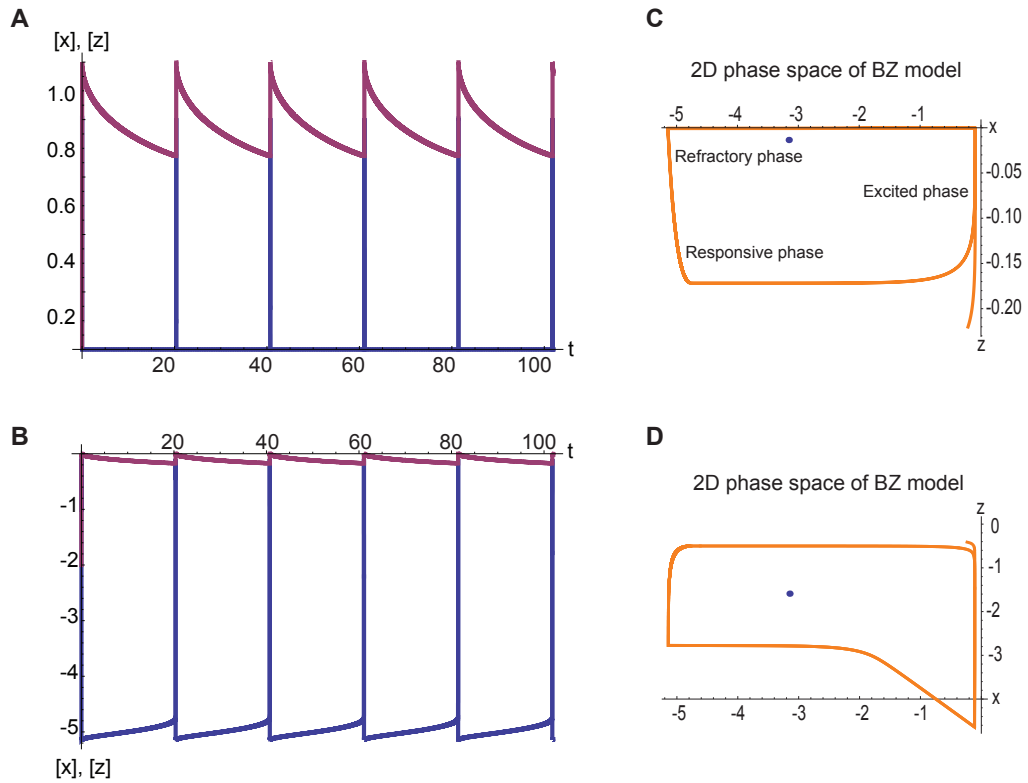 A
[x], [z]
1.0
0.8
0.6
0.4
0.2
20 40 60 80 100 t
B
20 40 60 80 100 t
-1
-2
-3
-4
-5
[x], [z]
C
2D phase space of BZ model
-5 -4 -3 -2 -1 x
Refractory phase
Excited phase
Responsive phase
-0.05
-0.10
-0.15
-0.20
z
D
2D phase space of BZ model
z
0
-1
-2
-3
x
-5 -4 -3 -2 -1